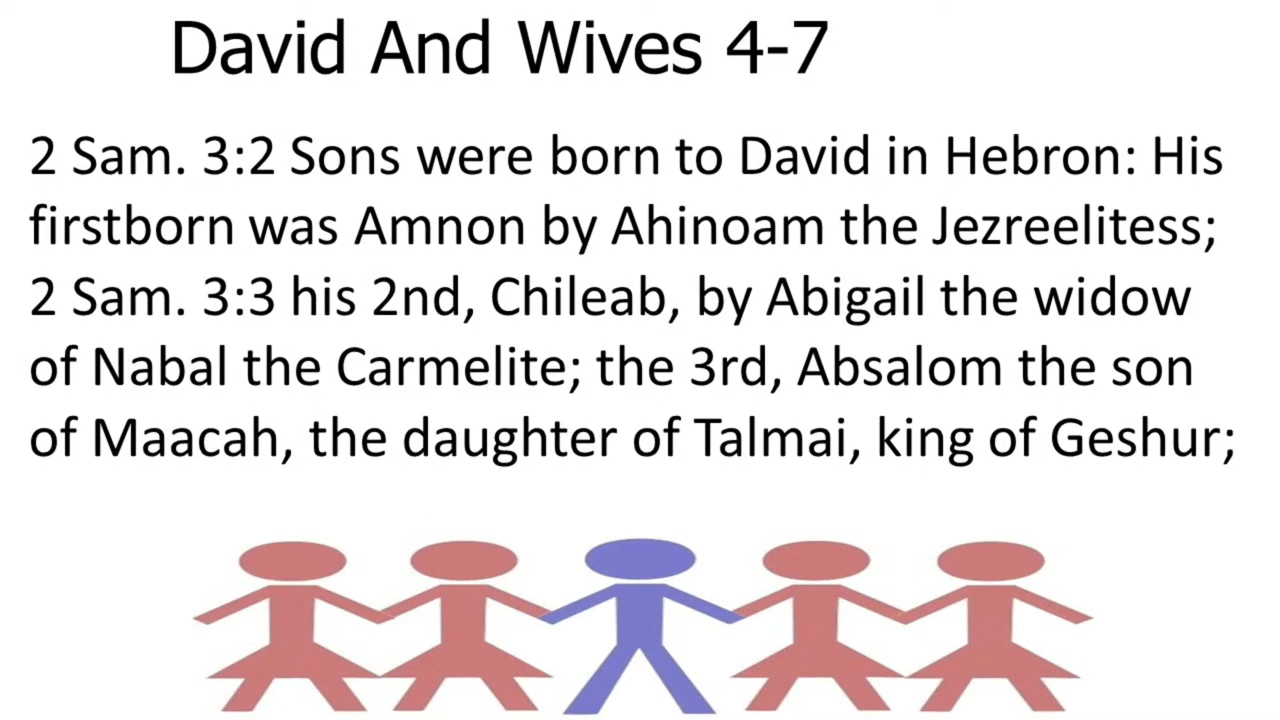 David And Wives 4-7
2 Sam. 3:2 Sons were born to David in Hebron: His
firstborn was Amnon by Ahinoam the Jezreelitess;
2 Sam. 3:3 his 2nd, Chileab, by Abigail the widow
of Nabal the Carmelite; the 3rd, Absalom the son
of Maacah, the daughter of Talmai, king of Geshur;